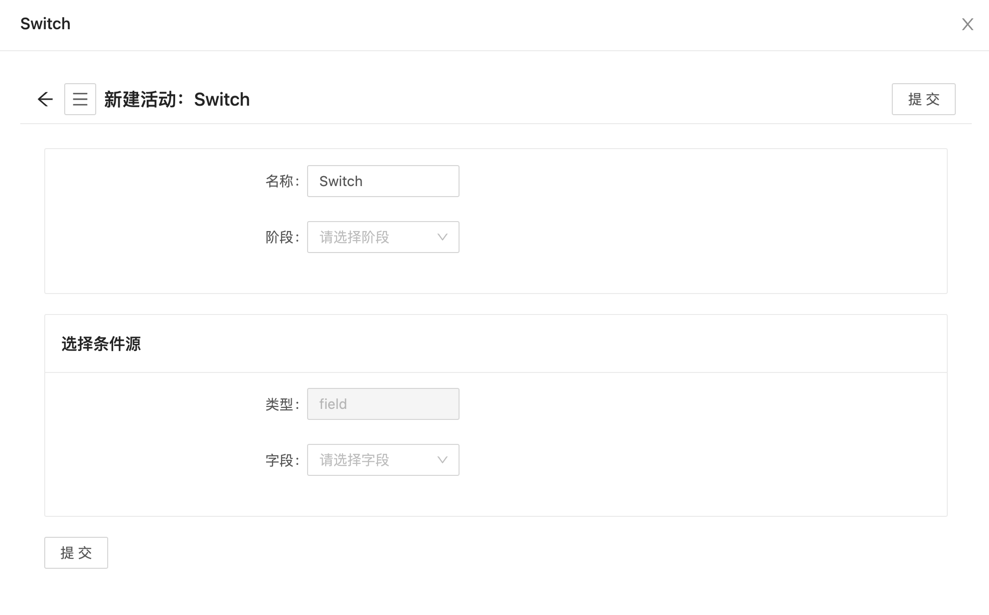 Switch
新建活动：Switch
提 交
名称： Switch
阶段： 请选择阶段
选择条件源
类型： field
字段： 请选择字段
提 交